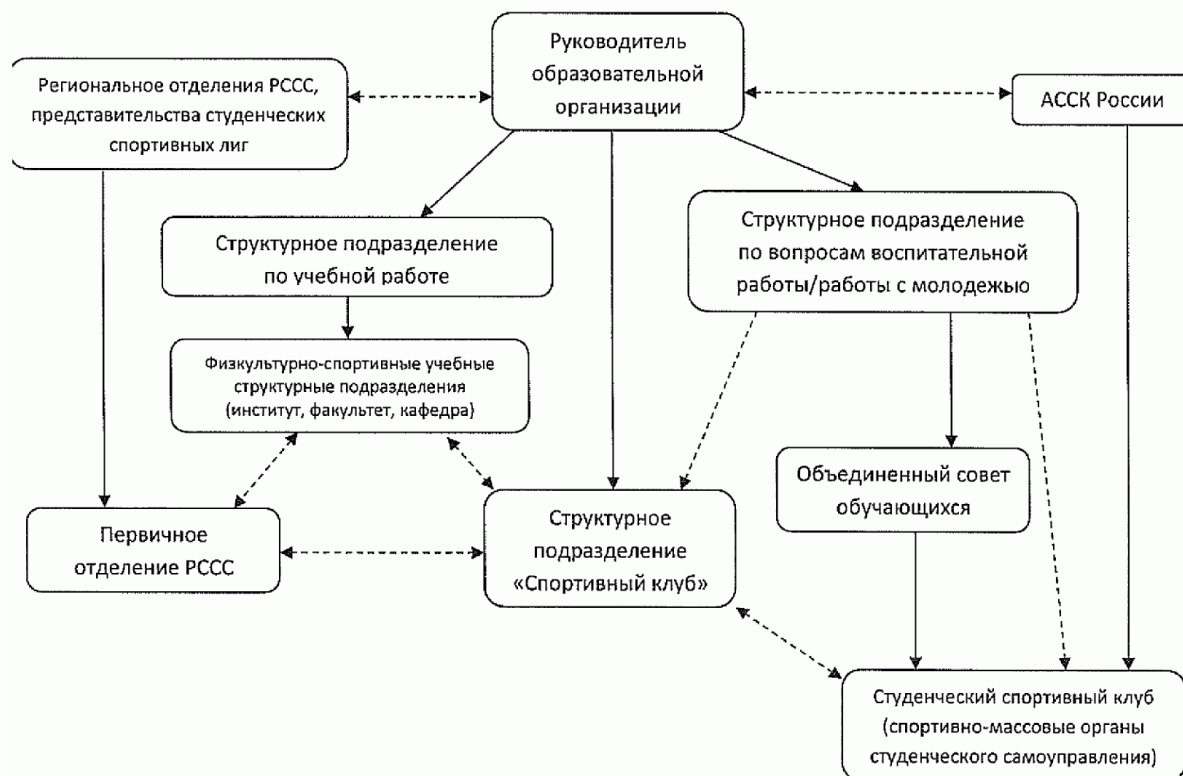 Руководитель
образовательной
организации
Региональное отделения РССС,
представительства студенческих
спортивных лиг
АССК России
Структурное подразделение
по учебной работе
Структурное подразделение
по вопросам воспитательной
работы/работы с молодежью
Физкультурно-спортивные учебные
структурные подразделения
(институт, факультет, кафедра)
Объединенный совет
обучающихся
Первичное
отделение РССС
Структурное
подразделение
«Спортивный клуб»
Студенческий спортивный клуб
(спортивно-массовые органы
студенческого самоуправления)